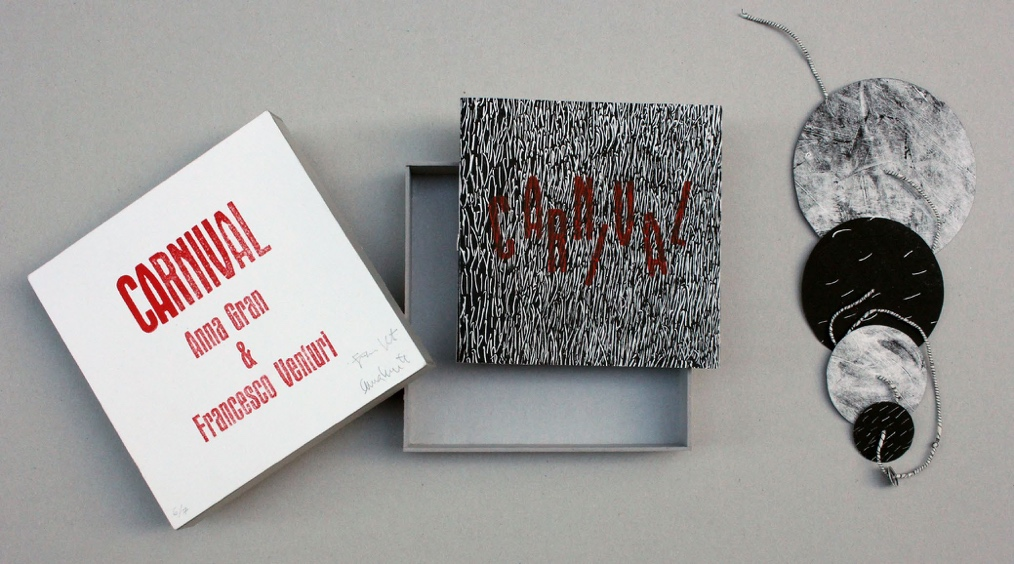 CARNIVAL
Anna Gran
&
Francesco Venturi
CARNIVAL